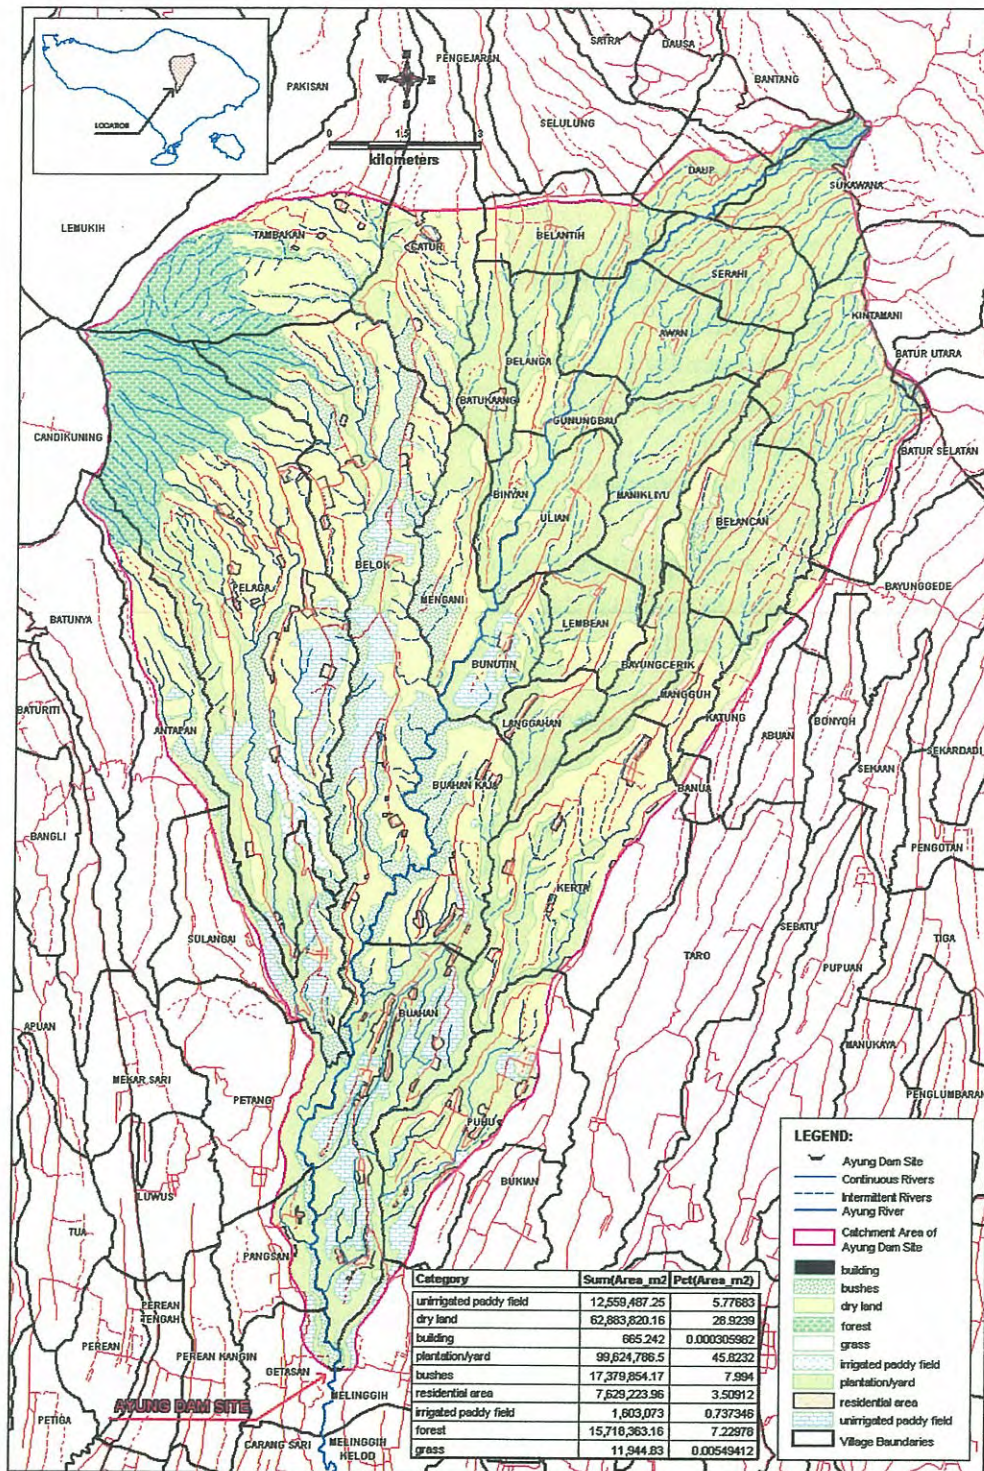 LOCATION
W E
S
0 1.5 3
kilometers
SATRA
DAUSA
PENGEJARAN
BANTANG
PAKISAN
SELULUNG
DAUP
SUKAWANA
LEMUKIH
TAMBAKAN
CATUR
BELANTIH
SERAHI
KINTAMANI
AWAN
BATUR UTARA
BELANGA
BATUKAANG
GUNUNGBAU
CANDIKUNING
BATUR SELATAN
BINYAN
MANIKLIYU
ULIAN
BELANCAN
BELOK
PELAGA
BAYUNGGEDE
MENGANI
BATUNYA
LEMBEAN
BUNUTIN
BAYUNGCERIK
MANGGUH
BATURITI
ANTAPAN
LANGGAHAN
KATUNG
ABUAN
BONYOH
SEKAAN
SEKARDADI
BUAHAN KAJA
BANUA
BANGLI
PENGOTAN
KERTA
SULANGAI
TARO
SEBATU
TIGA
PUPUAN
BUAHAN
APUAN
MANUKAYA
MEKAR SARI
PETANG
PENGLUMBARAN
PUHU
BUKIAN
LUWUS
TUA
PANGSAN
PEREAN
TENGAH
PEREAN
PEREAN KANGIN
GETASAN
AYUNG DAM SITE
MELINGGIH
PETIGA
CARANG SARI
MELINGGIH
KELOD
LEGEND:
Ayung Dam Site
Continuous Rivers
Intermittent Rivers
Ayung River
Catchment Area of
Ayung Dam Site
building
bushes
dry land
forest
grass
irrigated paddy field
plantation/yard
residential area
unirrigated paddy field
Village Boundaries
Category Sum(Area_m2 Pct(Area_m2)
unirrigated paddy field 12,559,487.25 5.77683
dry land 62,883,820.16 28.9239
building 665.242 0.000305982
plantation/yard 99,624,786.5 45.8232
bushes 17,379,854.17 7.994
residential area 7,629,223.96 3.50912
irrigated paddy field 1,603,073 0.737346
forest 15,718,363.16 7.22978
grass 11,944.83 0.00549412